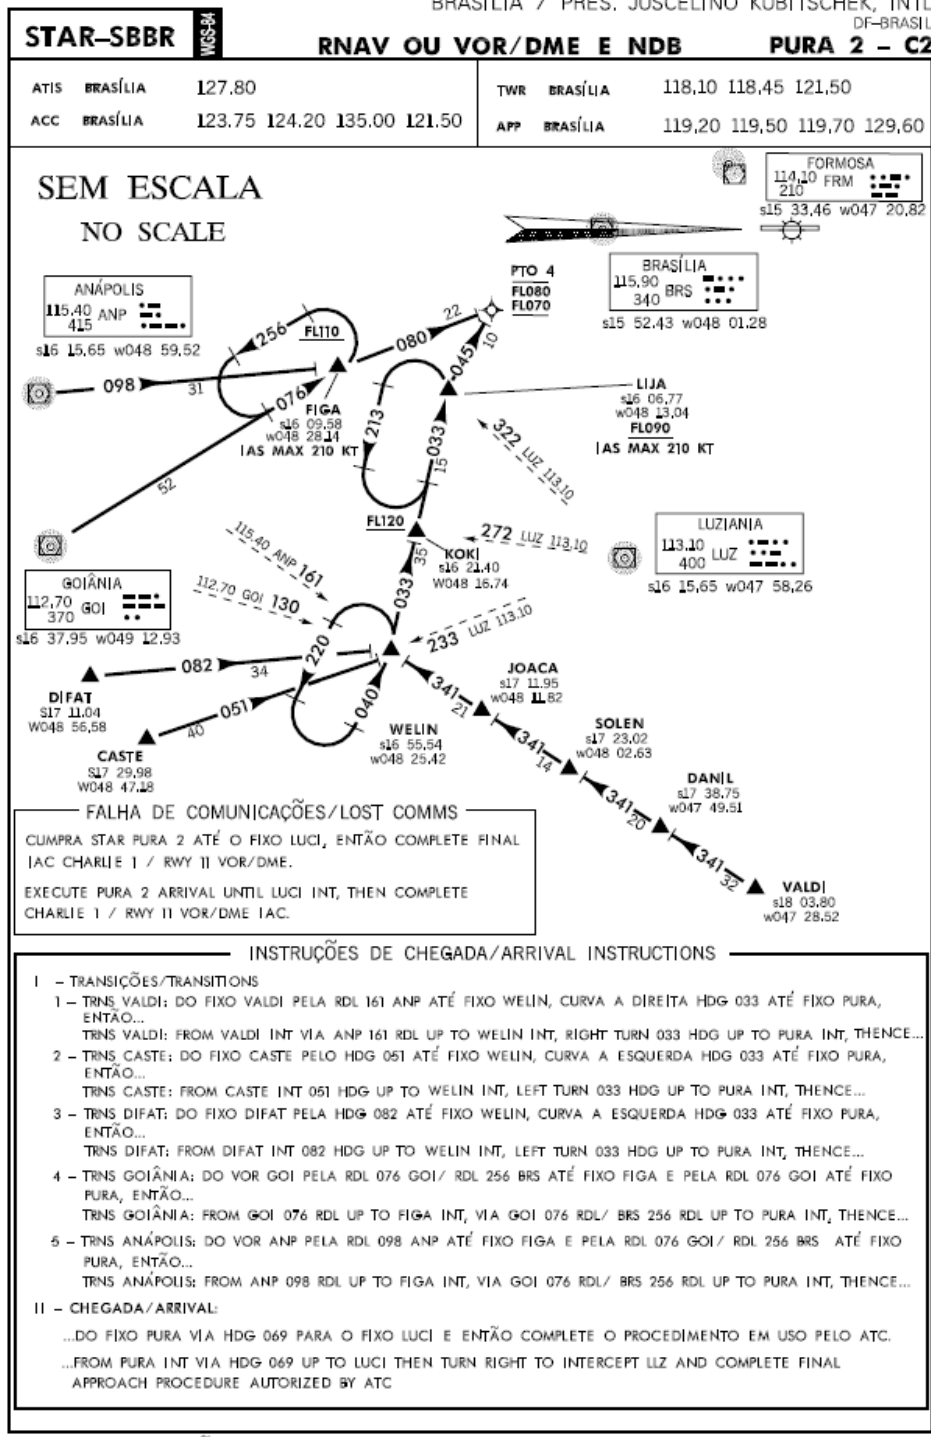 BRASÍLIA / PRES. JUSCELINO KUBITSCHEK, INTL
DF-BRASIL
STAR-SBBR
WGS-84
RNAV OU VOR/DME E NDB
PURA 2 - C2
ATIS BRASÍLIA 127.80
ACC BRASÍLIA 123.75 124.20 135.00 121.50
TWR BRASÍLIA 118,10 118,45 121,50
APP BRASÍLIA 119,20 119,50 119,70 129,60
SEM ESCALA
NO SCALE
FORMOSA
114,10 FRM
210
s15 33,46 w047 20,82
BRASÍLIA
115,90 BRS
340
s15 52.43 w048 01.28
ANÁPOLIS
115.40 ANP
415
s16 15,65 w048 59,52
PTO 4
FL080
FL070
FL110
256
080
22
10
045
098
31
076
FIGA
s16 09.58
w048 28.14
IAS MAX 210 KT
213
033
15
LIJA
s16 06,77
w048 13,04
FL090
IAS MAX 210 KT
322 LUZ 113,10
52
FL120
KOKI
s16 21.40
W048 16.74
272 LUZ 113,10
LUZIANIA
113,10 LUZ
400
s16 15,65 w047 58,26
GOIÂNIA
112,70 GOI
370
s16 37.95 w049 12.93
115,40 ANP 161
112,70 GOI 130
033
35
233 LUZ 113,10
220
040
082
34
DIFAT
S17 11.04
W048 56,58
051
40
CASTE
S17 29,98
W048 47.18
WELIN
s16 55,54
w048 25.42
341
21
JOACA
s17 11.95
w048 11.82
341
14
SOLEN
s17 23,02
w048 02.63
341
20
DANIL
s17 38.75
w047 49.51
341
32
VALDI
s18 03.80
w047 28.52
FALHA DE COMUNICAÇÕES/LOST COMMS
CUMPRA STAR PURA 2 ATÉ O FIXO LUCI, ENTÃO COMPLETE FINAL
IAC CHARLIE 1 / RWY 11 VOR/DME.
EXECUTE PURA 2 ARRIVAL UNTIL LUCI INT, THEN COMPLETE
CHARLIE 1 / RWY 11 VOR/DME IAC.
INSTRUÇÕES DE CHEGADA/ARRIVAL INSTRUCTIONS
I – TRANSIÇÕES/TRANSITIONS
1 – TRNS VALDI: DO FIXO VALDI PELA RDL 161 ANP ATÉ FIXO WELIN, CURVA A DIREITA HDG 033 ATÉ FIXO PURA,
ENTÃO...
TRNS VALDI: FROM VALDI INT VIA ANP 161 RDL UP TO WELIN INT, RIGHT TURN 033 HDG UP TO PURA INT, THENCE...
2 – TRNS CASTE: DO FIXO CASTE PELO HDG 051 ATÉ FIXO WELIN, CURVA A ESQUERDA HDG 033 ATÉ FIXO PURA,
ENTÃO...
TRNS CASTE: FROM CASTE INT 051 HDG UP TO WELIN INT, LEFT TURN 033 HDG UP TO PURA INT, THENCE...
3 – TRNS DIFAT: DO FIXO DIFAT PELA HDG 082 ATÉ FIXO WELIN, CURVA A ESQUERDA HDG 033 ATÉ FIXO PURA,
ENTÃO...
TRNS DIFAT: FROM DIFAT INT 082 HDG UP TO WELIN INT, LEFT TURN 033 HDG UP TO PURA INT, THENCE...
4 – TRNS GOIÂNIA: DO VOR GOI PELA RDL 076 GOI/ RDL 256 BRS ATÉ FIXO FIGA E PELA RDL 076 GOI ATÉ FIXO
PURA, ENTÃO...
TRNS GOIÂNIA: FROM GOI 076 RDL UP TO FIGA INT, VIA GOI 076 RDL/ BRS 256 RDL UP TO PURA INT, THENCE...
5 – TRNS ANÁPOLIS: DO VOR ANP PELA RDL 098 ANP ATÉ FIXO FIGA E PELA RDL 076 GOI/ RDL 256 BRS ATÉ FIXO
PURA, ENTÃO...
TRNS ANÁPOLIS: FROM ANP 098 RDL UP TO FIGA INT, VIA GOI 076 RDL/ BRS 256 RDL UP TO PURA INT, THENCE...
II – CHEGADA/ARRIVAL:
...DO FIXO PURA VIA HDG 069 PARA O FIXO LUCI E ENTÃO COMPLETE O PROCEDIMENTO EM USO PELO ATC.
...FROM PURA INT VIA HDG 069 UP TO LUCI THEN TURN RIGHT TO INTERCEPT LLZ AND COMPLETE FINAL
APPROACH PROCEDURE AUTORIZED BY ATC